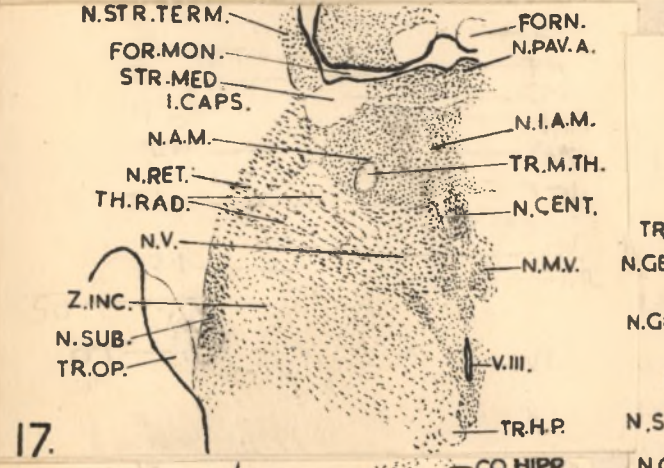 N.STR.TERM.
FOR.MON.
STR.MED
I.CAPS.
N.A.M.
N.RET.
TH.RAD.
N.V.
Z.INC.
N.SUB.
TR.OP.
17.
FORN.
N.PAV.A.
N.I.A.M.
TR.M.TH.
N.CENT.
N.M.V.
V.III.
TR.H.P.
CO.HIPP.
TR
N.GE
N.G
N.S